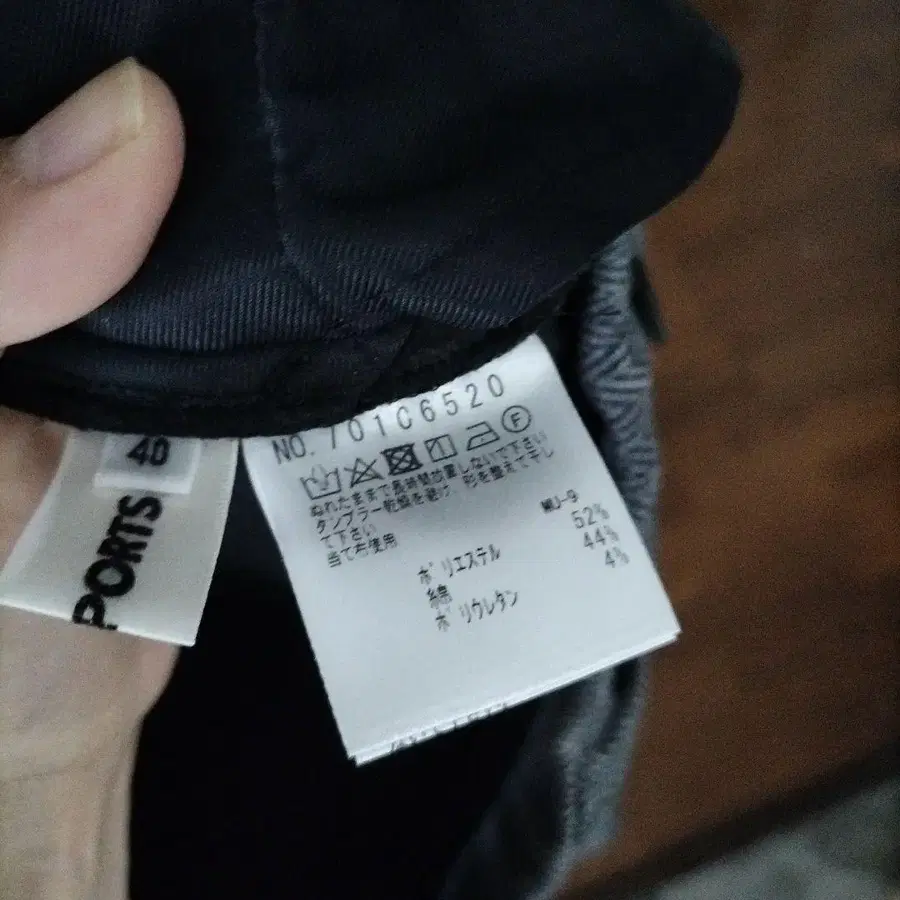 40
PORTS
NO. 701C6520
F
ぬれたままで長時間放置しないで下さい
タンブラー乾燥を避け、形を整えて干し
て下さい
当て布使用
MU-9
ポリエステル 52%
綿 44%
ポリウレタン 4%